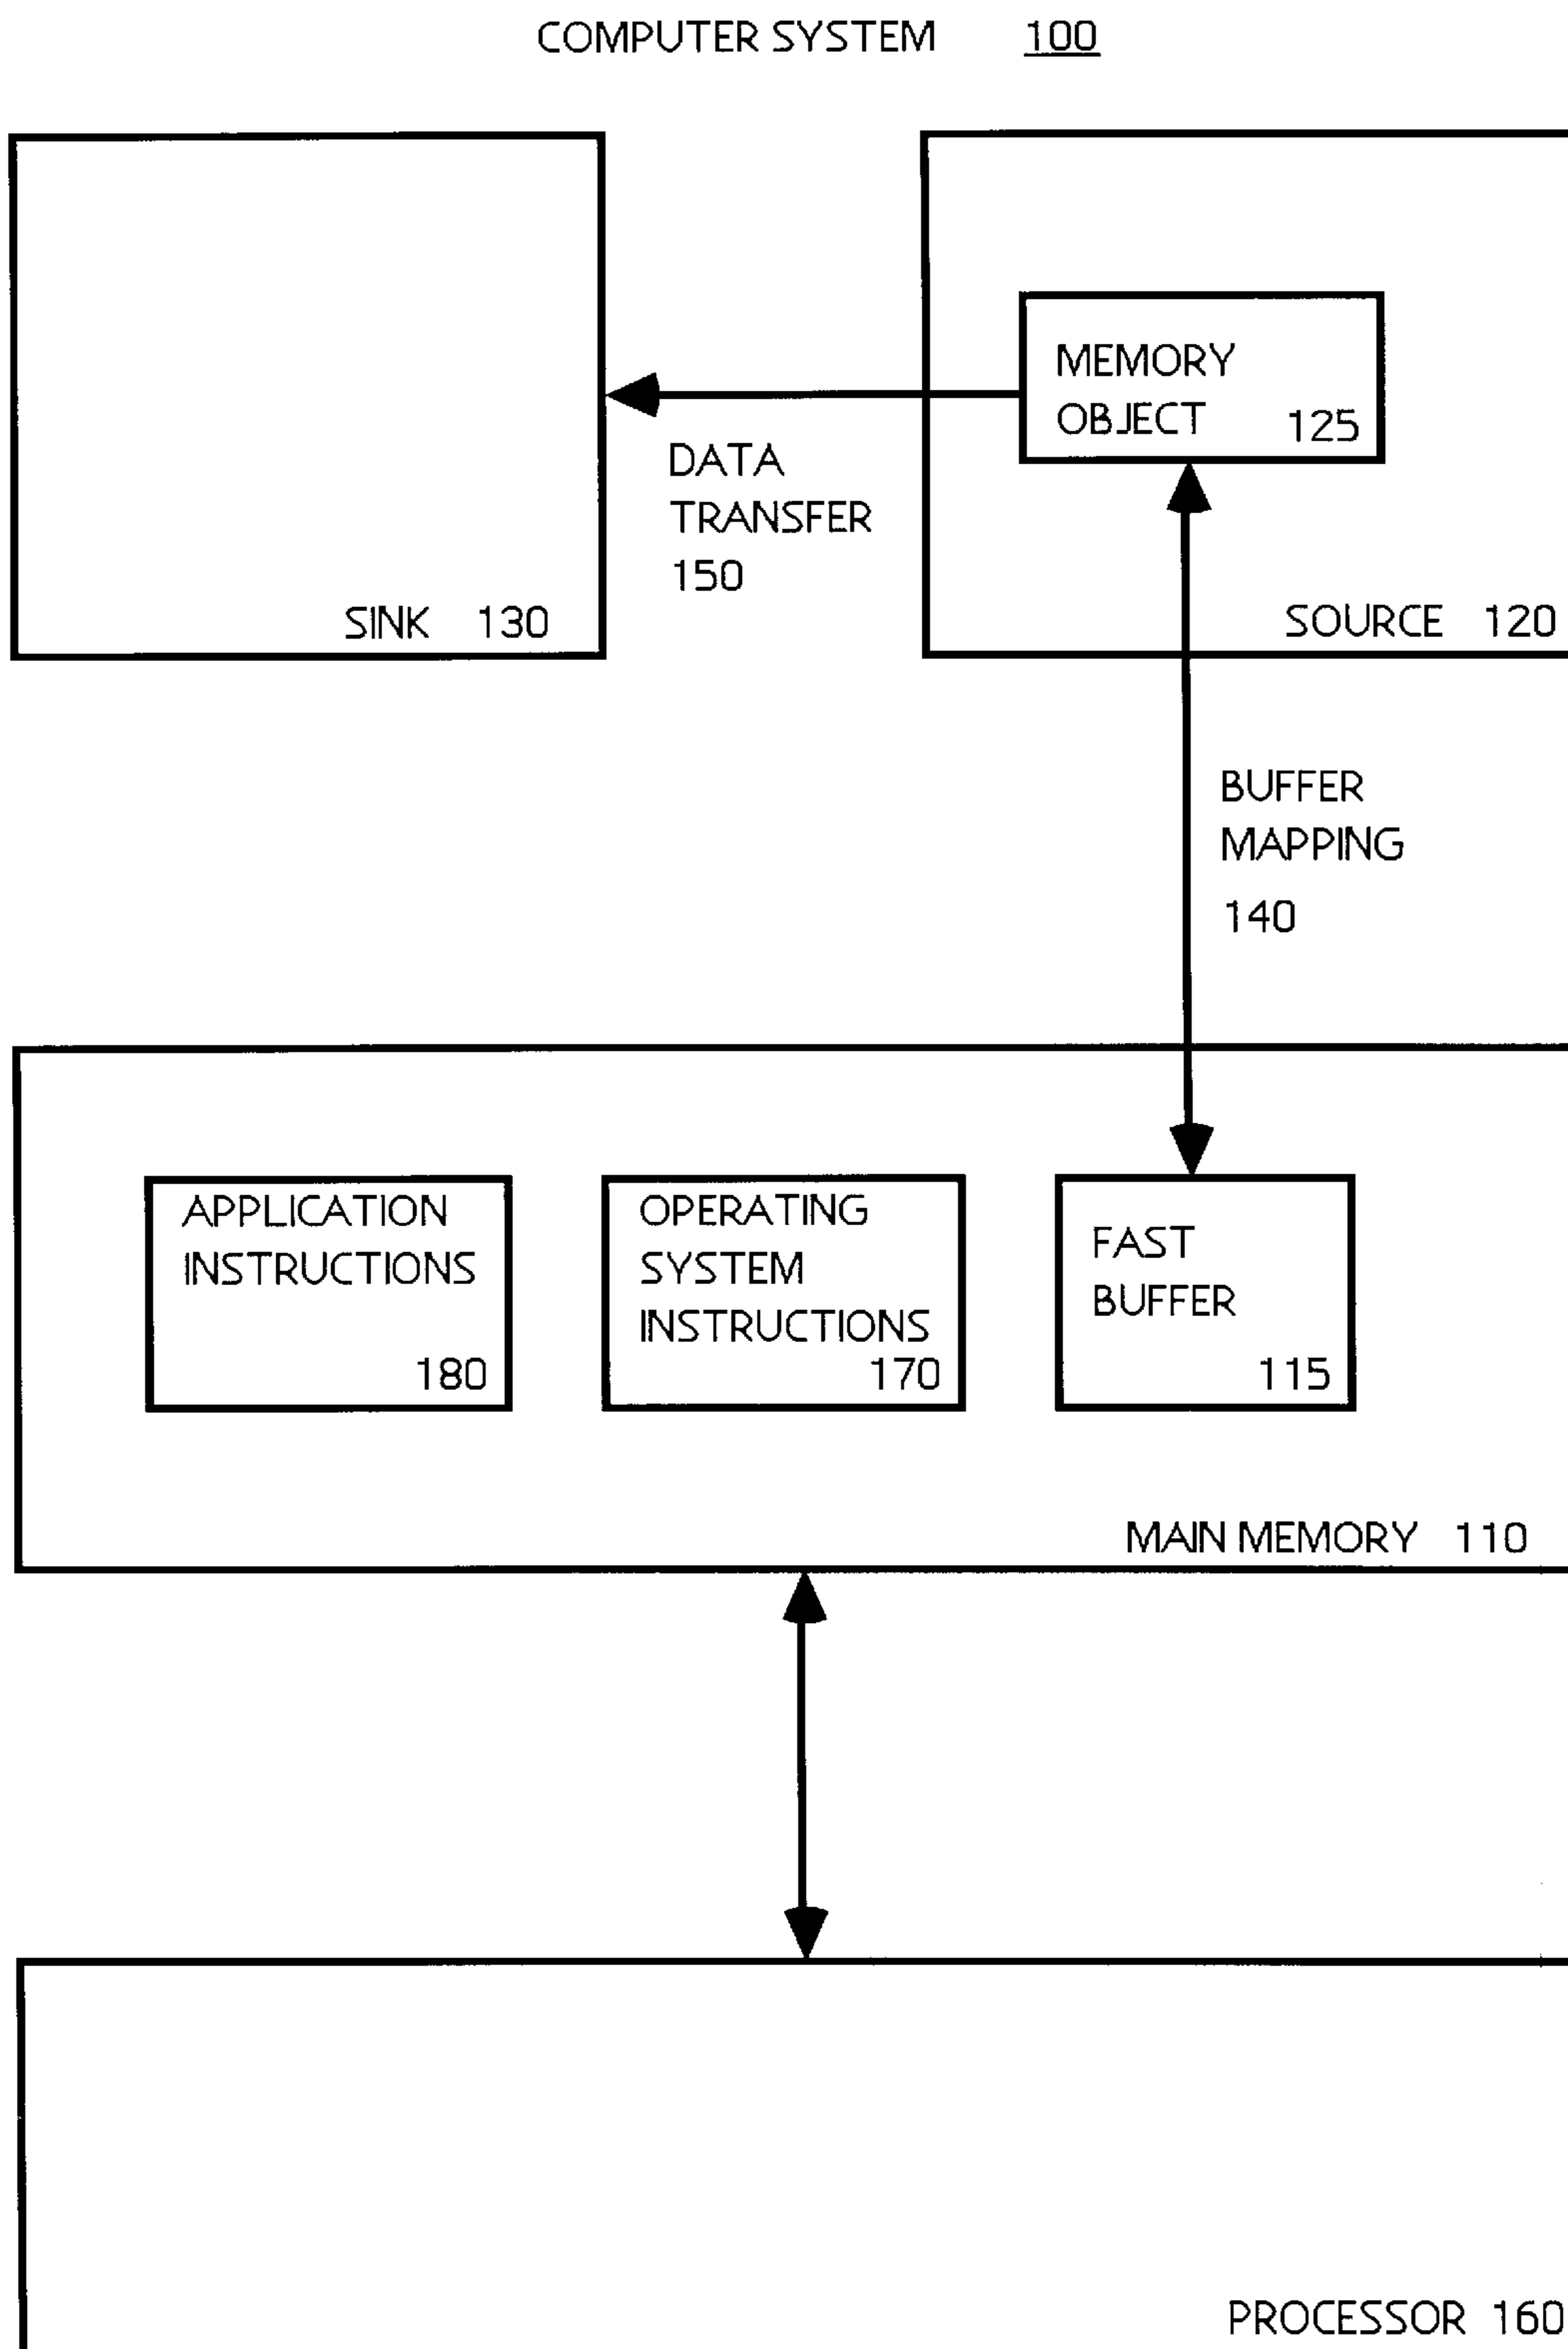 COMPUTER SYSTEM 100
MEMORY
OBJECT 125
DATA
TRANSFER
150
SINK 130
SOURCE 120
BUFFER
MAPPING
140
APPLICATION
INSTRUCTIONS
180
OPERATING
SYSTEM
INSTRUCTIONS
170
FAST
BUFFER
115
MAIN MEMORY 110
PROCESSOR 160